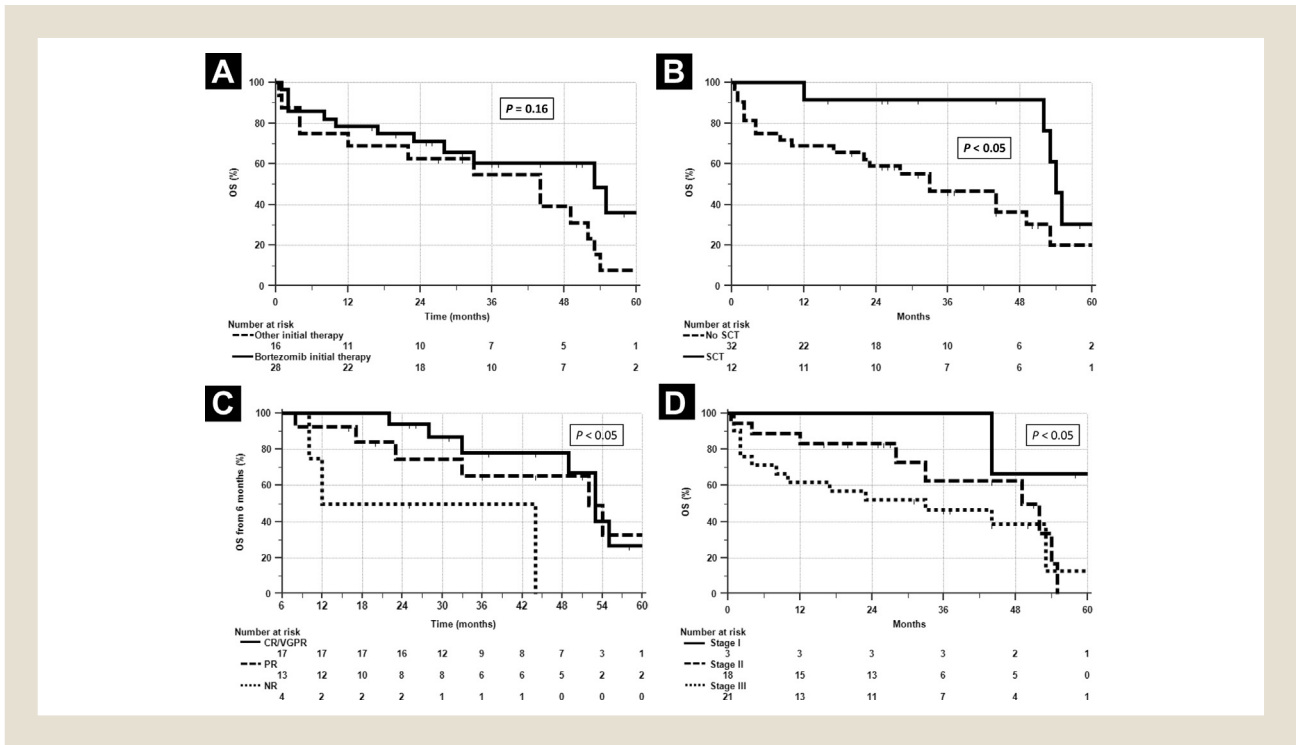 A
100
80
60
40
20
0
OS (%)
P = 0.16
0 12 24 36 48 60
Time (months)
Number at risk
Other initial therapy
16 11 10 7 5 1
Bortezomib initial therapy
28 22 18 10 7 2
B
100
80
60
40
20
0
OS (%)
P < 0.05
0 12 24 36 48 60
Months
Number at risk
No SCT
32 22 18 10 6 2
SCT
12 11 10 7 6 1
C
100
80
60
40
20
0
OS from 6 months (%)
P < 0.05
6 12 18 24 30 36 42 48 54 60
Time (months)
Number at risk
CR/VGPR
17 17 17 16 12 9 8 7 3 1
PR
13 12 10 8 8 6 6 5 2 2
NR
4 2 2 2 1 1 1 0 0 0
D
100
80
60
40
20
0
OS (%)
P < 0.05
0 12 24 36 48 60
Months
Number at risk
Stage I
3 3 3 3 2 1
Stage II
18 15 13 6 5 0
Stage III
21 13 11 7 4 1